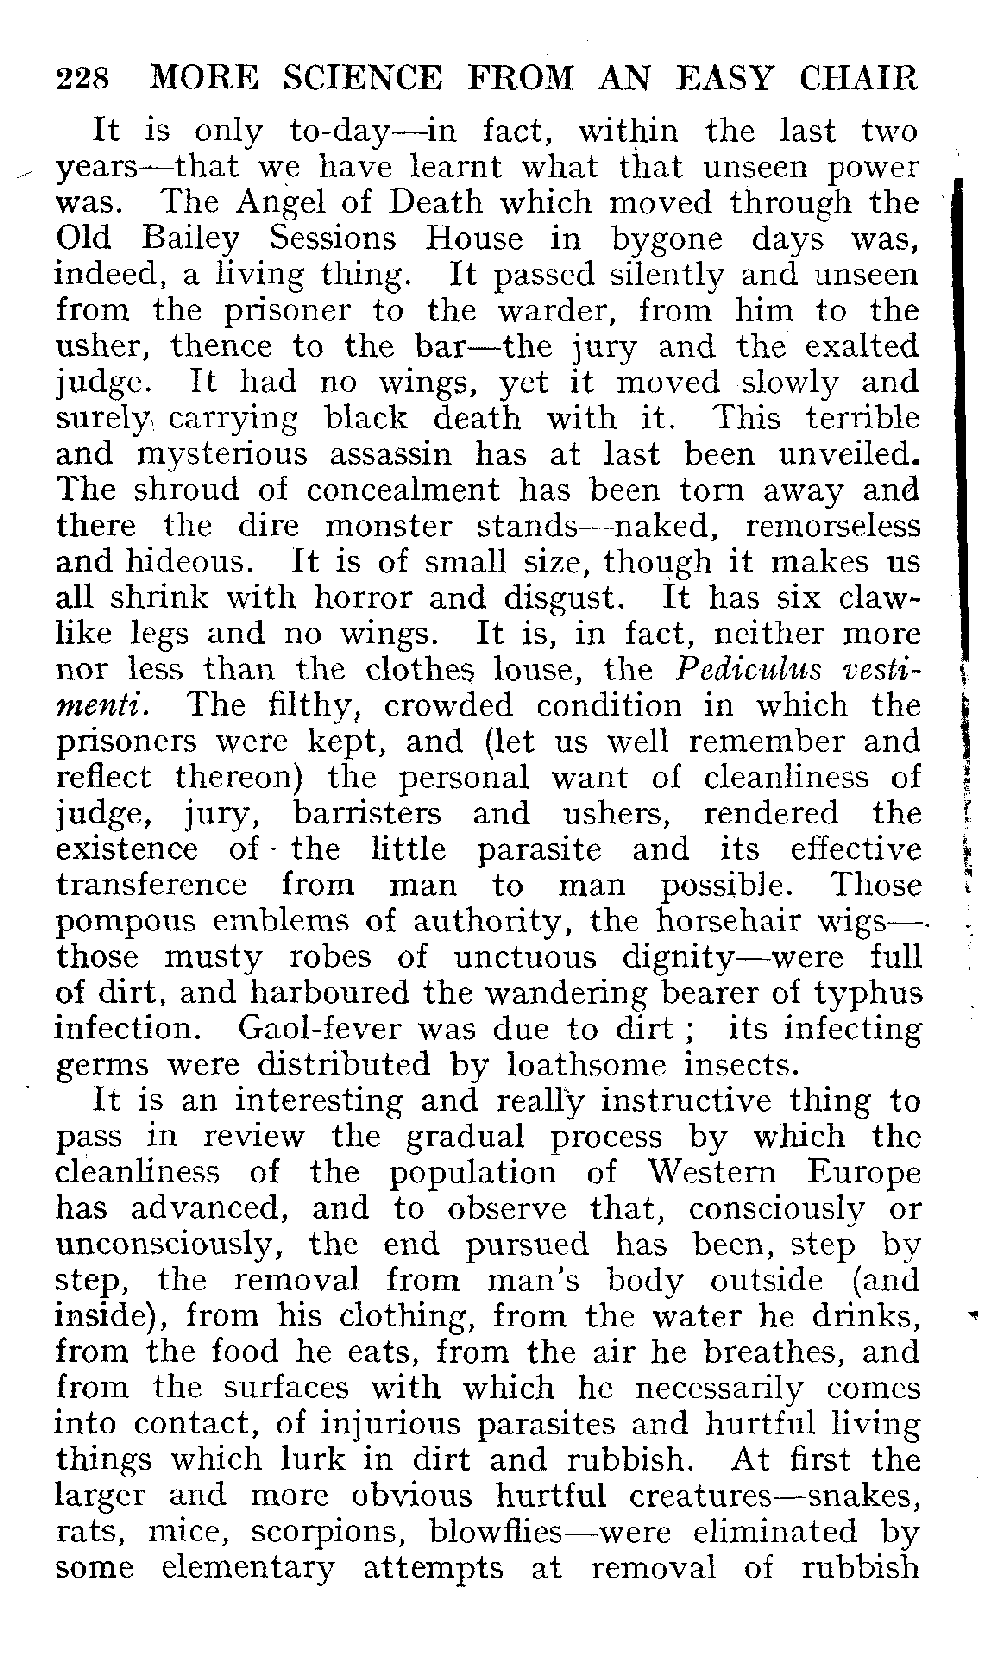 228 MORE SCIENCE FROM AN EASY CHAIR
It is only to-day—in fact, within the last two
years—that we have learnt what that unseen power
was. The Angel of Death which moved through the
Old Bailey Sessions House in bygone days was,
indeed, a living thing. It passed silently and unseen
from the prisoner to the warder, from him to the
usher, thence to the bar—the jury and the exalted
judge. It had no wings, yet it moved slowly and
surely, carrying black death with it. This terrible
and mysterious assassin has at last been unveiled.
The shroud of concealment has been torn away and
there the dire monster stands—naked, remorseless
and hideous. It is of small size, though it makes us
all shrink with horror and disgust. It has six claw-
like legs and no wings. It is, in fact, neither more
nor less than the clothes louse, the Pediculus vesti-
menti. The filthy, crowded condition in which the
prisoners were kept, and (let us well remember and
reflect thereon) the personal want of cleanliness of
judge, jury, barristers and ushers, rendered the
existence of the little parasite and its effective
transference from man to man possible. Those
pompous emblems of authority, the horsehair wigs—
those musty robes of unctuous dignity—were full
of dirt, and harboured the wandering bearer of typhus
infection. Gaol-fever was due to dirt ; its infecting
germs were distributed by loathsome insects.
It is an interesting and really instructive thing to
pass in review the gradual process by which the
cleanliness of the population of Western Europe
has advanced, and to observe that, consciously or
unconsciously, the end pursued has been, step by
step, the removal from man's body outside (and
inside), from his clothing, from the water he drinks,
from the food he eats, from the air he breathes, and
from the surfaces with which he necessarily comes
into contact, of injurious parasites and hurtful living
things which lurk in dirt and rubbish. At first the
larger and more obvious hurtful creatures—snakes,
rats, mice, scorpions, blowflies—were eliminated by
some elementary attempts at removal of rubbish